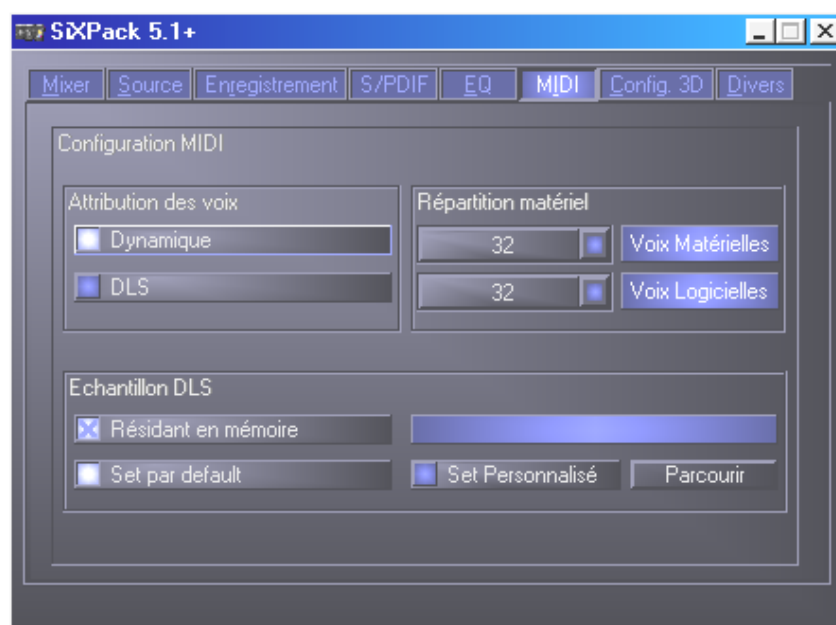 SiXPack 5.1+
Mixer Source Enregistrement S/PDIF EQ MIDI Config. 3D Divers
Configuration MIDI
Attribution des voix
Dynamique
DLS
Répartition matériel
32 Voix Matérielles
32 Voix Logicielles
Echantillon DLS
Résidant en mémoire
Set par default
Set Personnalisé
Parcourir